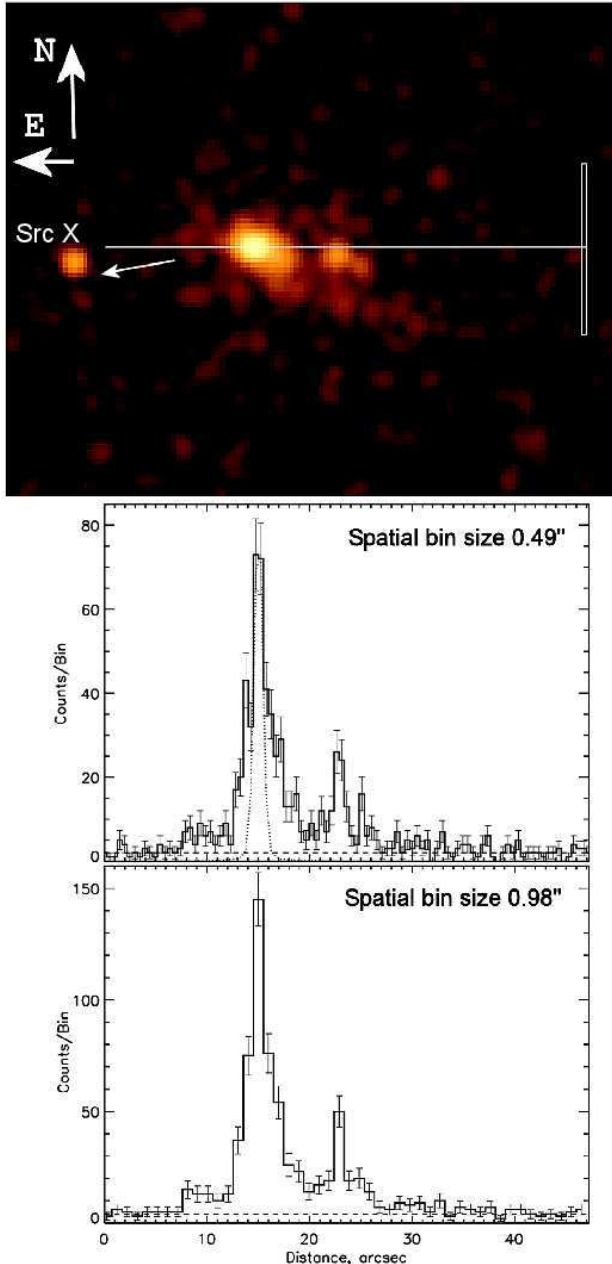 N
E
Src X
Spatial bin size 0.49"
80
60
40
20
0
Counts/Bin
Spatial bin size 0.98"
150
100
50
0
Counts/Bin
0 10 20 30 40
Distance, arcsec